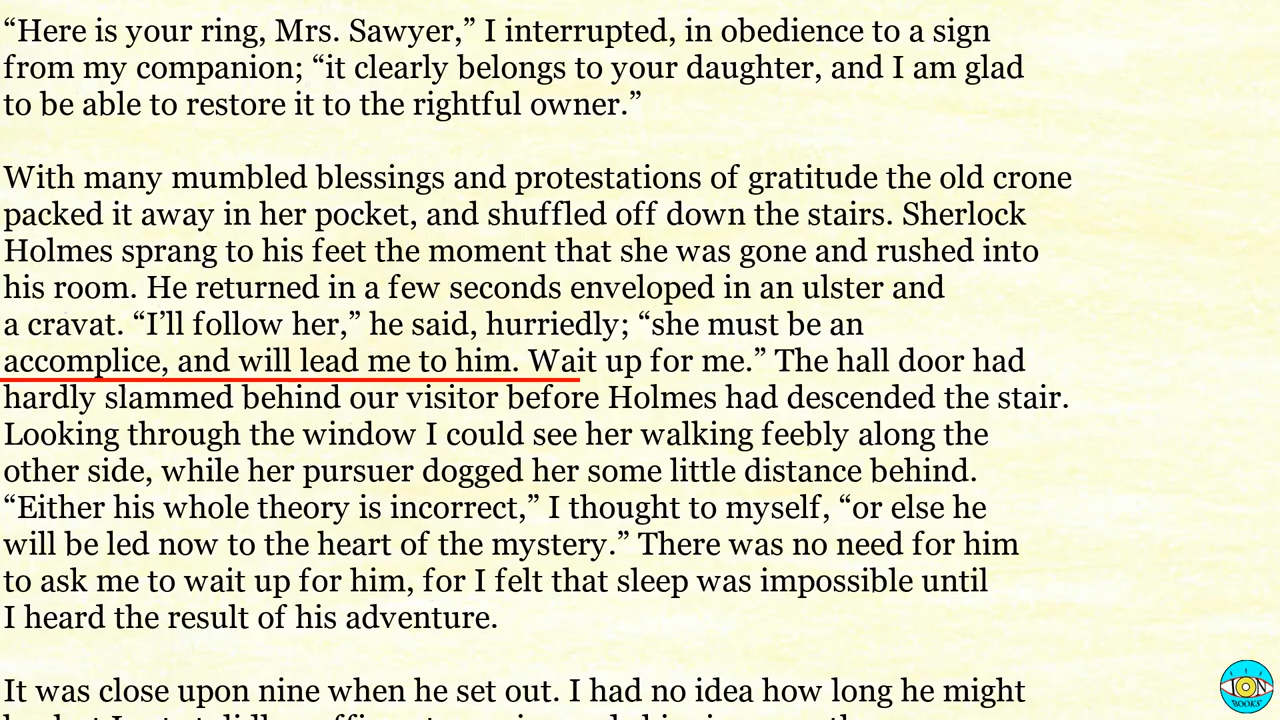 “Here is your ring, Mrs. Sawyer,” I interrupted, in obedience to a sign
from my companion; “it clearly belongs to your daughter, and I am glad
to be able to restore it to the rightful owner.”
With many mumbled blessings and protestations of gratitude the old crone
packed it away in her pocket, and shuffled off down the stairs. Sherlock
Holmes sprang to his feet the moment that she was gone and rushed into
his room. He returned in a few seconds enveloped in an ulster and
a cravat. “I’ll follow her,” he said, hurriedly; “she must be an
accomplice, and will lead me to him. Wait up for me.” The hall door had
hardly slammed behind our visitor before Holmes had descended the stair.
Looking through the window I could see her walking feebly along the
other side, while her pursuer dogged her some little distance behind.
“Either his whole theory is incorrect,” I thought to myself, “or else he
will be led now to the heart of the mystery.” There was no need for him
to ask me to wait up for him, for I felt that sleep was impossible until
I heard the result of his adventure.
It was close upon nine when he set out. I had no idea how long he might
ION
BOOKS